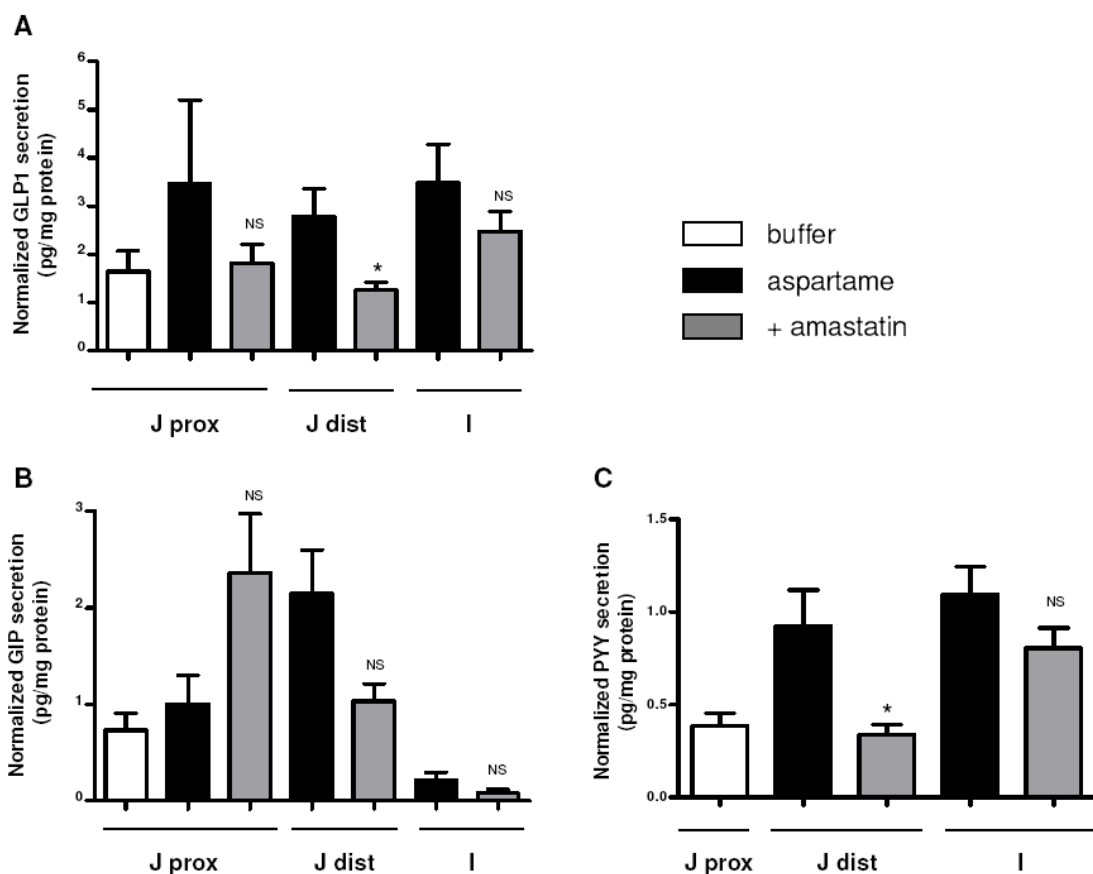 A
Normalized GLP1 secretion
(pg/mg protein)
6
5
4
3
2
1
0
NS
*
NS
J prox
J dist
I
buffer
aspartame
+ amastatin
B
Normalized GIP secretion
(pg/mg protein)
3
2
1
0
NS
NS
NS
J prox
J dist
I
C
Normalized PYY secretion
(pg/mg protein)
1.5
1.0
0.5
0.0
*
NS
J prox
J dist
I